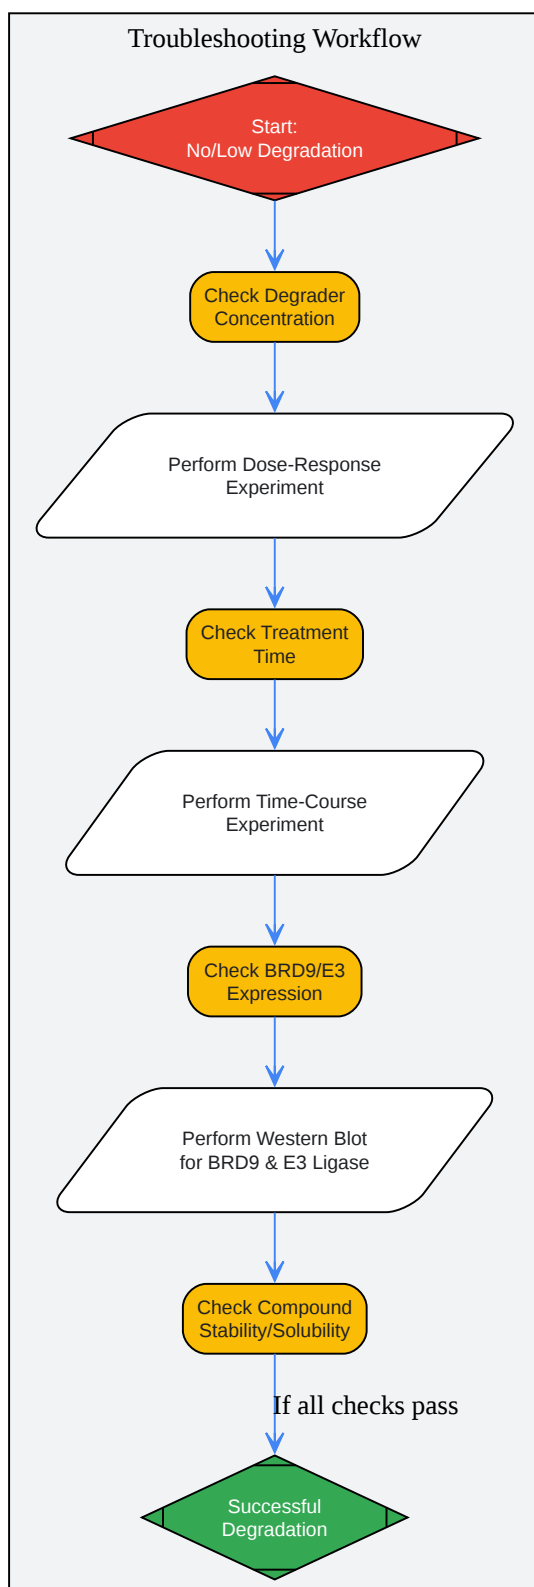 Troubleshooting Workflow
Start:
No/Low Degradation
Check Degrader
Concentration
Perform Dose-Response
Experiment
Check Treatment
Time
Perform Time-Course
Experiment
Check BRD9/E3
Expression
Perform Western Blot
for BRD9 & E3 Ligase
Check Compound
Stability/Solubility
If all checks pass
Successful
Degradation